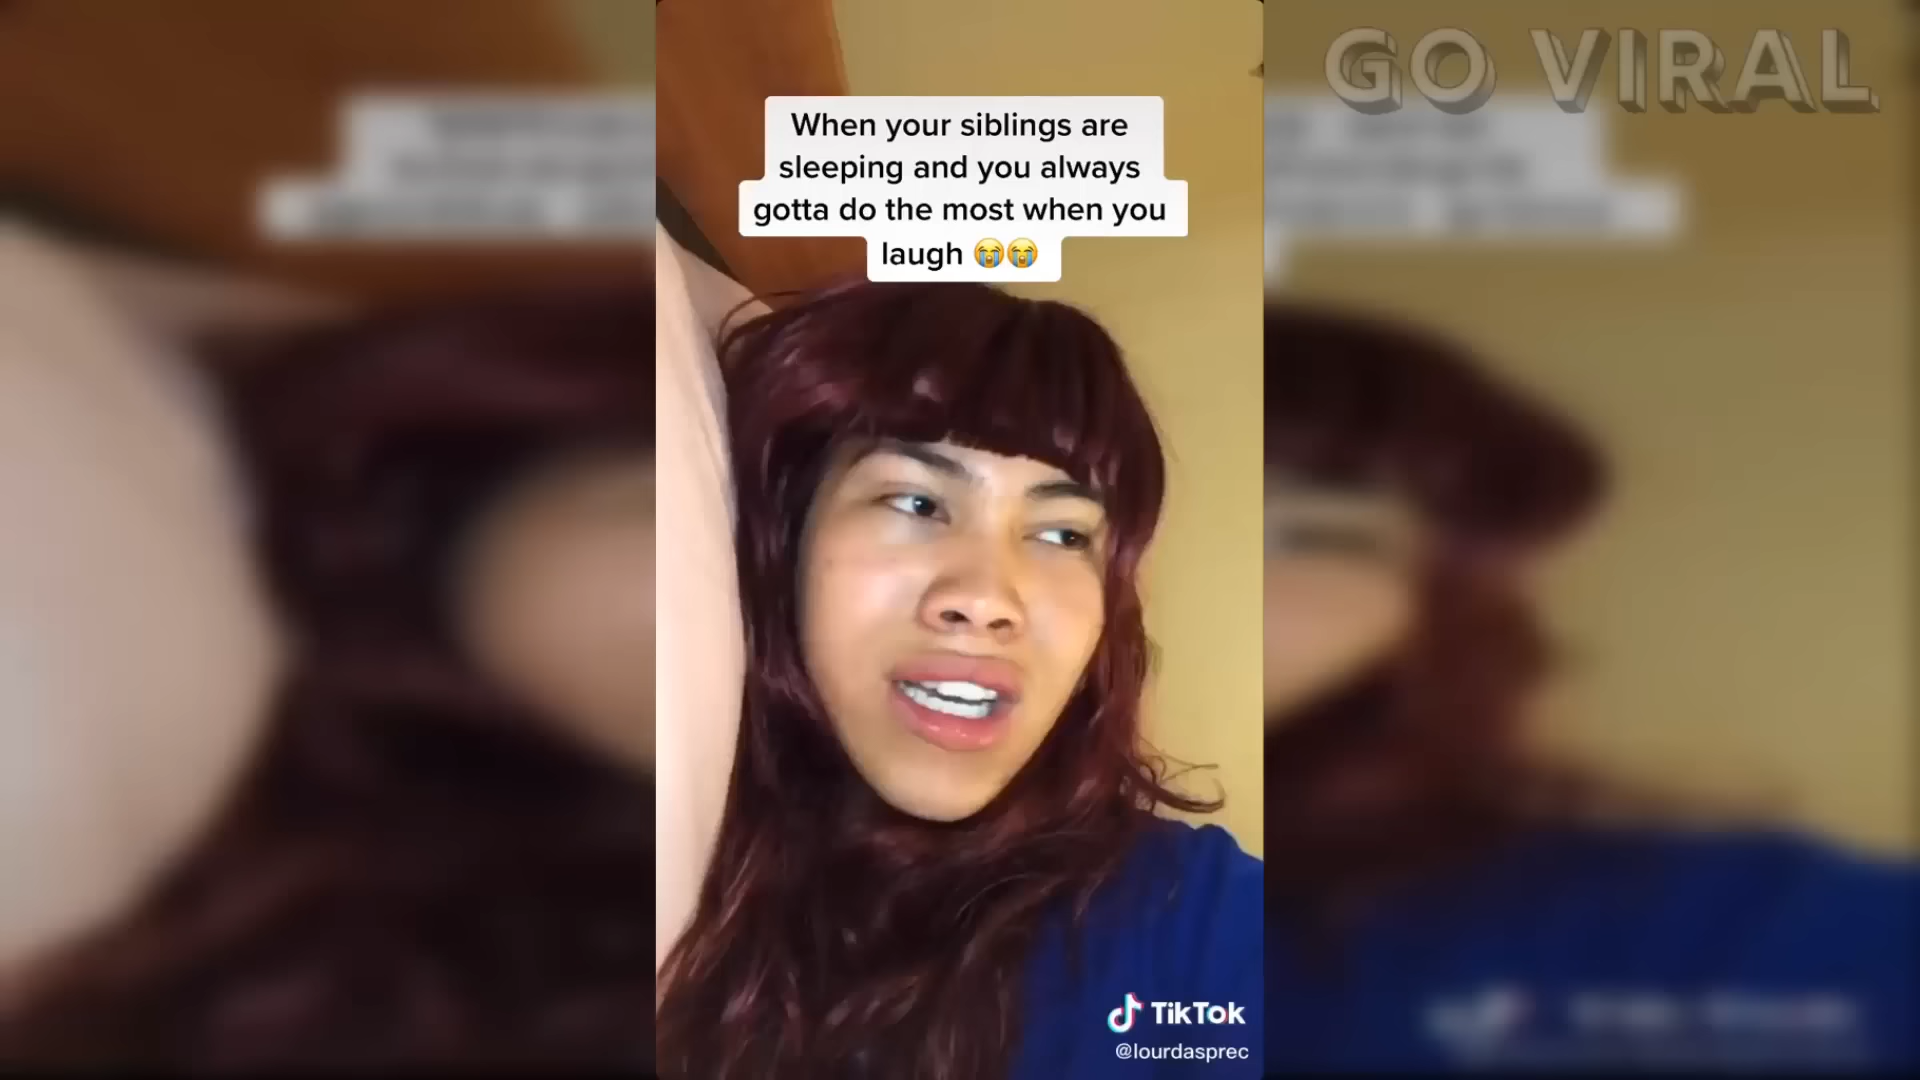 GO VIRAL
When your siblings are
sleeping and you always
gotta do the most when you
laugh 😭😭
TikTok
@lourdasprec